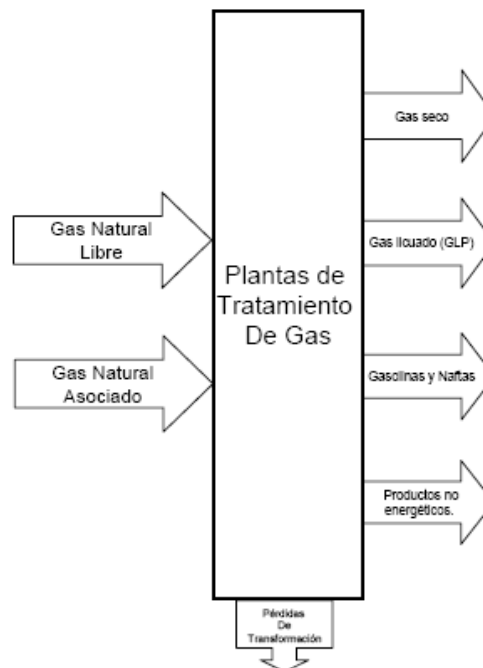 Gas Natural
Libre
Gas Natural
Asociado
Plantas de
Tratamiento
De Gas
Gas seco
Gas licuado (GLP)
Gasolinas y Naftas
Productos no
energéticos.
Pérdidas
De
Transformación